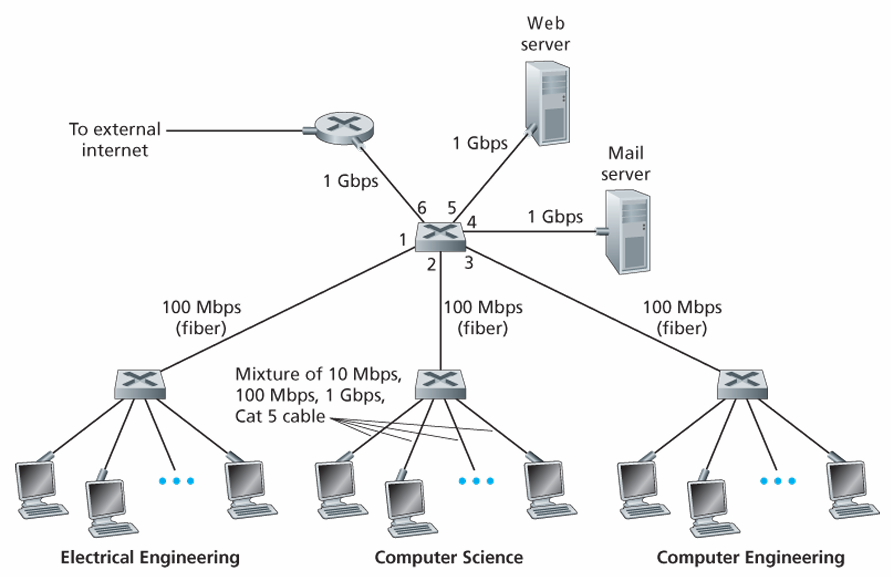 Web
server
To external
internet
1 Gbps
1 Gbps
Mail
server
1 Gbps
6
5
4
1
2
3
100 Mbps
(fiber)
100 Mbps
(fiber)
100 Mbps
(fiber)
Mixture of 10 Mbps,
100 Mbps, 1 Gbps,
Cat 5 cable
Electrical Engineering
Computer Science
Computer Engineering